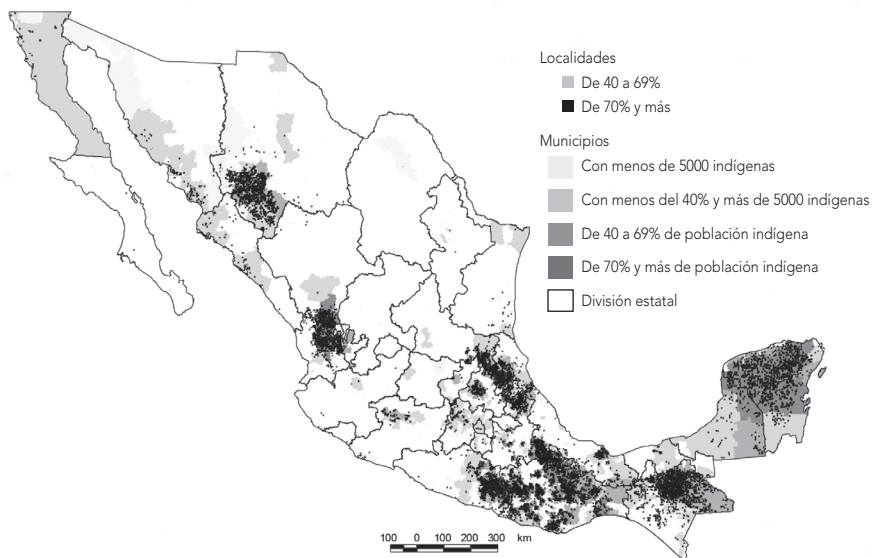 Localidades
De 40 a 69%
De 70% y más
Municipios
Con menos de 5000 indígenas
Con menos del 40% y más de 5000 indígenas
De 40 a 69% de población indígena
De 70% y más de población indígena
División estatal
100 0 100 200 300 km